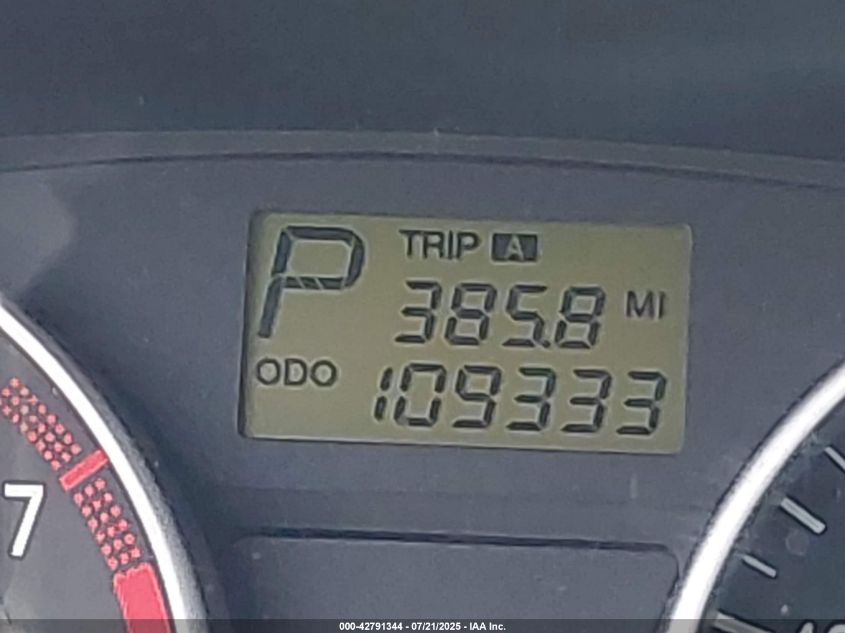 P
TRIP A
385.8 MI
ODO 109333
7
000-42791344 - 07/21/2025 - IAA Inc.